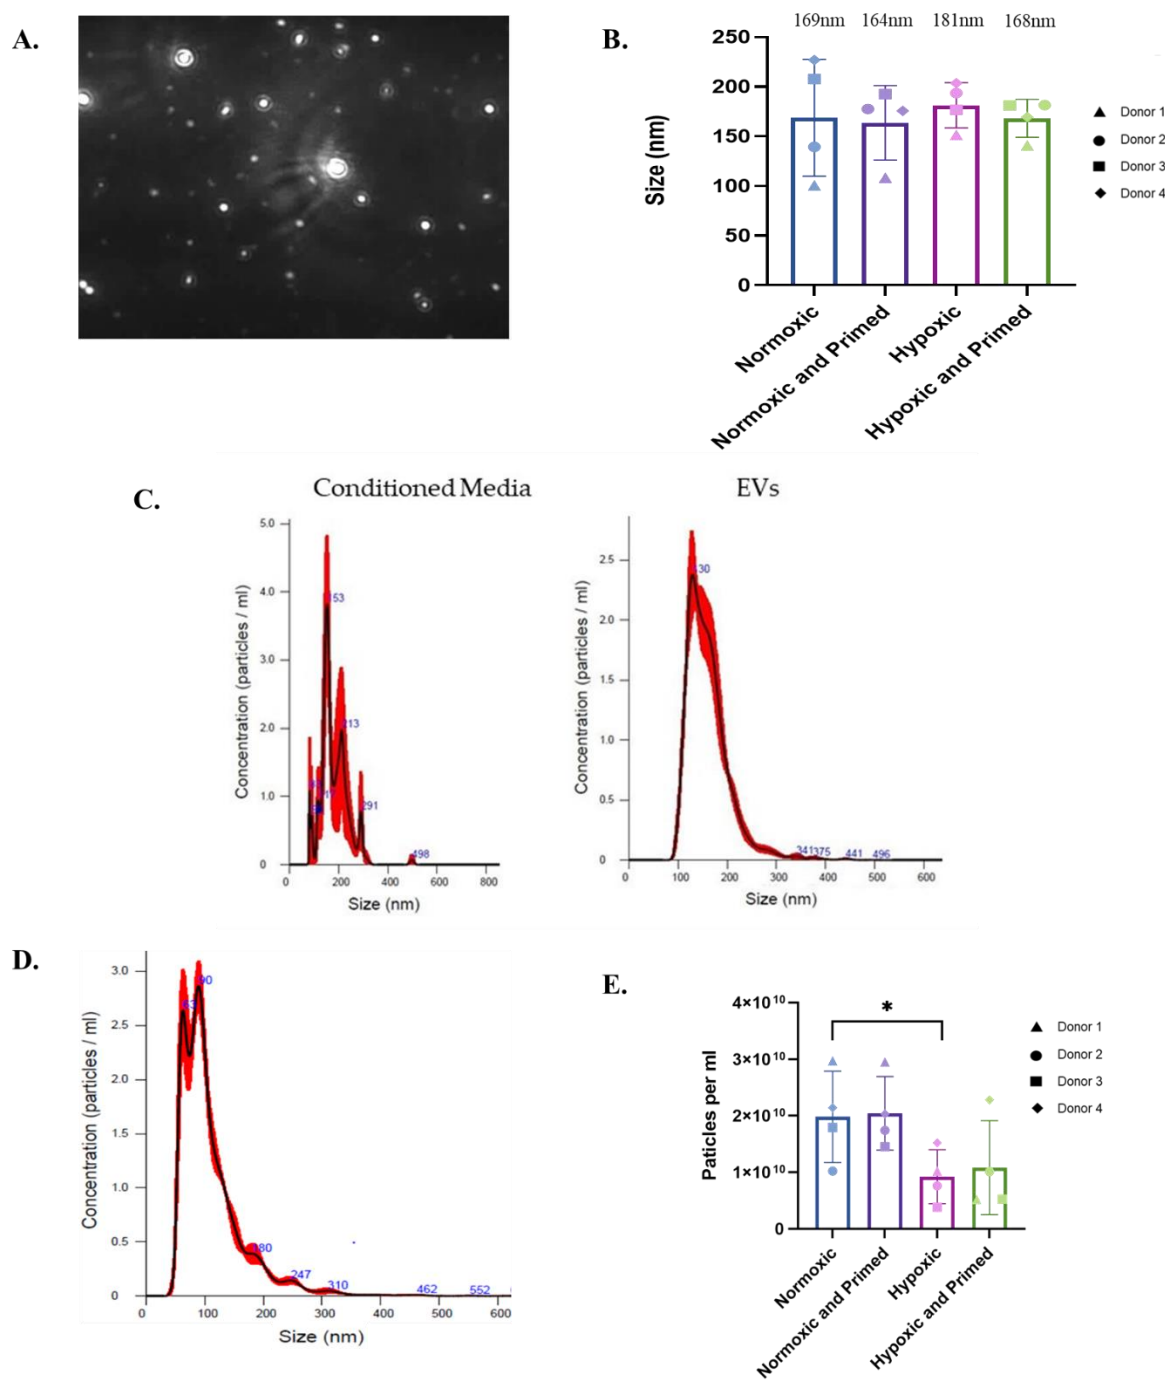 A.
B.
169nm 164nm 181nm 168nm
250
200
150
100
50
0
Size (nm)
Normoxic
Normoxic and Primed
Hypoxic
Hypoxic and Primed
Donor 1
Donor 2
Donor 3
Donor 4
C.
Conditioned Media
5.0
4.0
3.0
2.0
1.0
0
Concentration (particles / ml)
153
213
291
498
0 200 400 600 800
Size (nm)
EVs
2.5
2.0
1.5
1.0
0.5
0
Concentration (particles / ml)
130
341 375 441 496
0 100 200 300 400 500 600
Size (nm)
D.
3.0
2.5
2.0
1.5
1.0
0.5
0
Concentration (particles / ml)
63 90
180
247
310
462
552
0 100 200 300 400 500 600
Size (nm)
E.
4×10¹⁰
3×10¹⁰
2×10¹⁰
1×10¹⁰
0
Paticles per ml
*
Normoxic
Normoxic and Primed
Hypoxic
Hypoxic and Primed
Donor 1
Donor 2
Donor 3
Donor 4